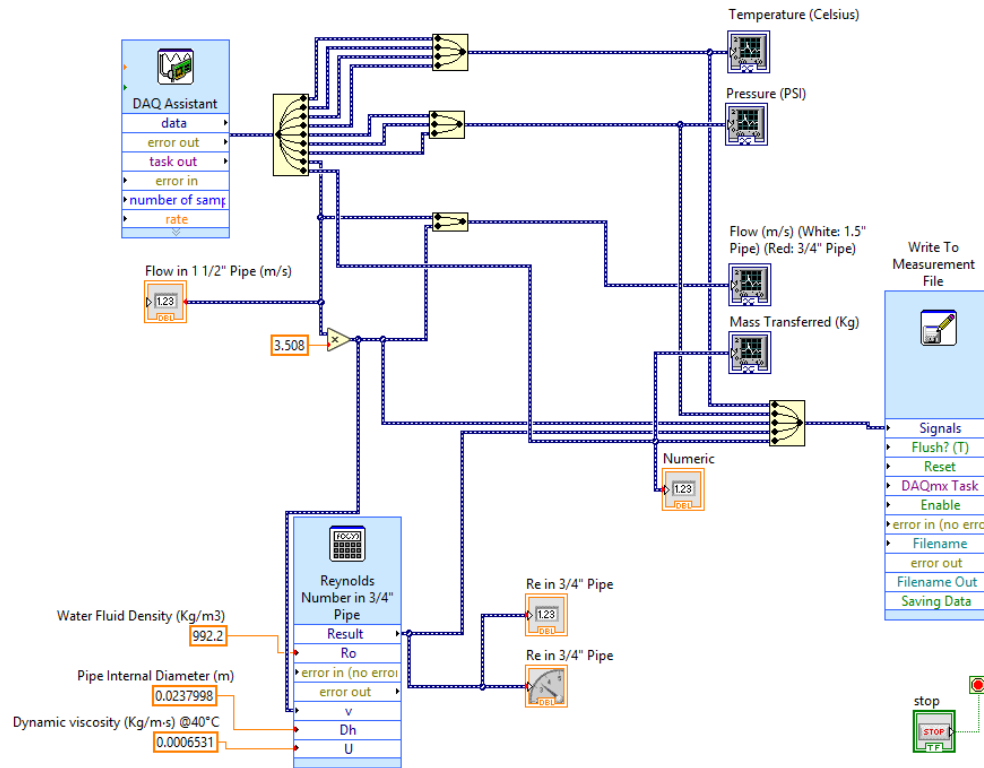 Temperature (Celsius)
DAQ Assistant
data
error out
task out
error in
number of samp
rate
Pressure (PSI)
Flow (m/s) (White: 1.5"
Pipe) (Red: 3/4" Pipe)
Flow in 1 1/2" Pipe (m/s)
1.23
DBL
3.508
×
Mass Transferred (Kg)
Write To
Measurement
File
Signals
Flush? (T)
Reset
DAQmx Task
Enable
error in (no erro
Filename
error out
Filename Out
Saving Data
Numeric
1.23
DBL
Reynolds
Number in 3/4"
Pipe
Result
Ro
error in (no error
error out
v
Dh
U
Water Fluid Density (Kg/m3)
992.2
Pipe Internal Diameter (m)
0.0237998
Dynamic viscosity (Kg/m·s) @40°C
0.0006531
Re in 3/4" Pipe
1.23
DBL
Re in 3/4" Pipe
DBL
stop
STOP
TF